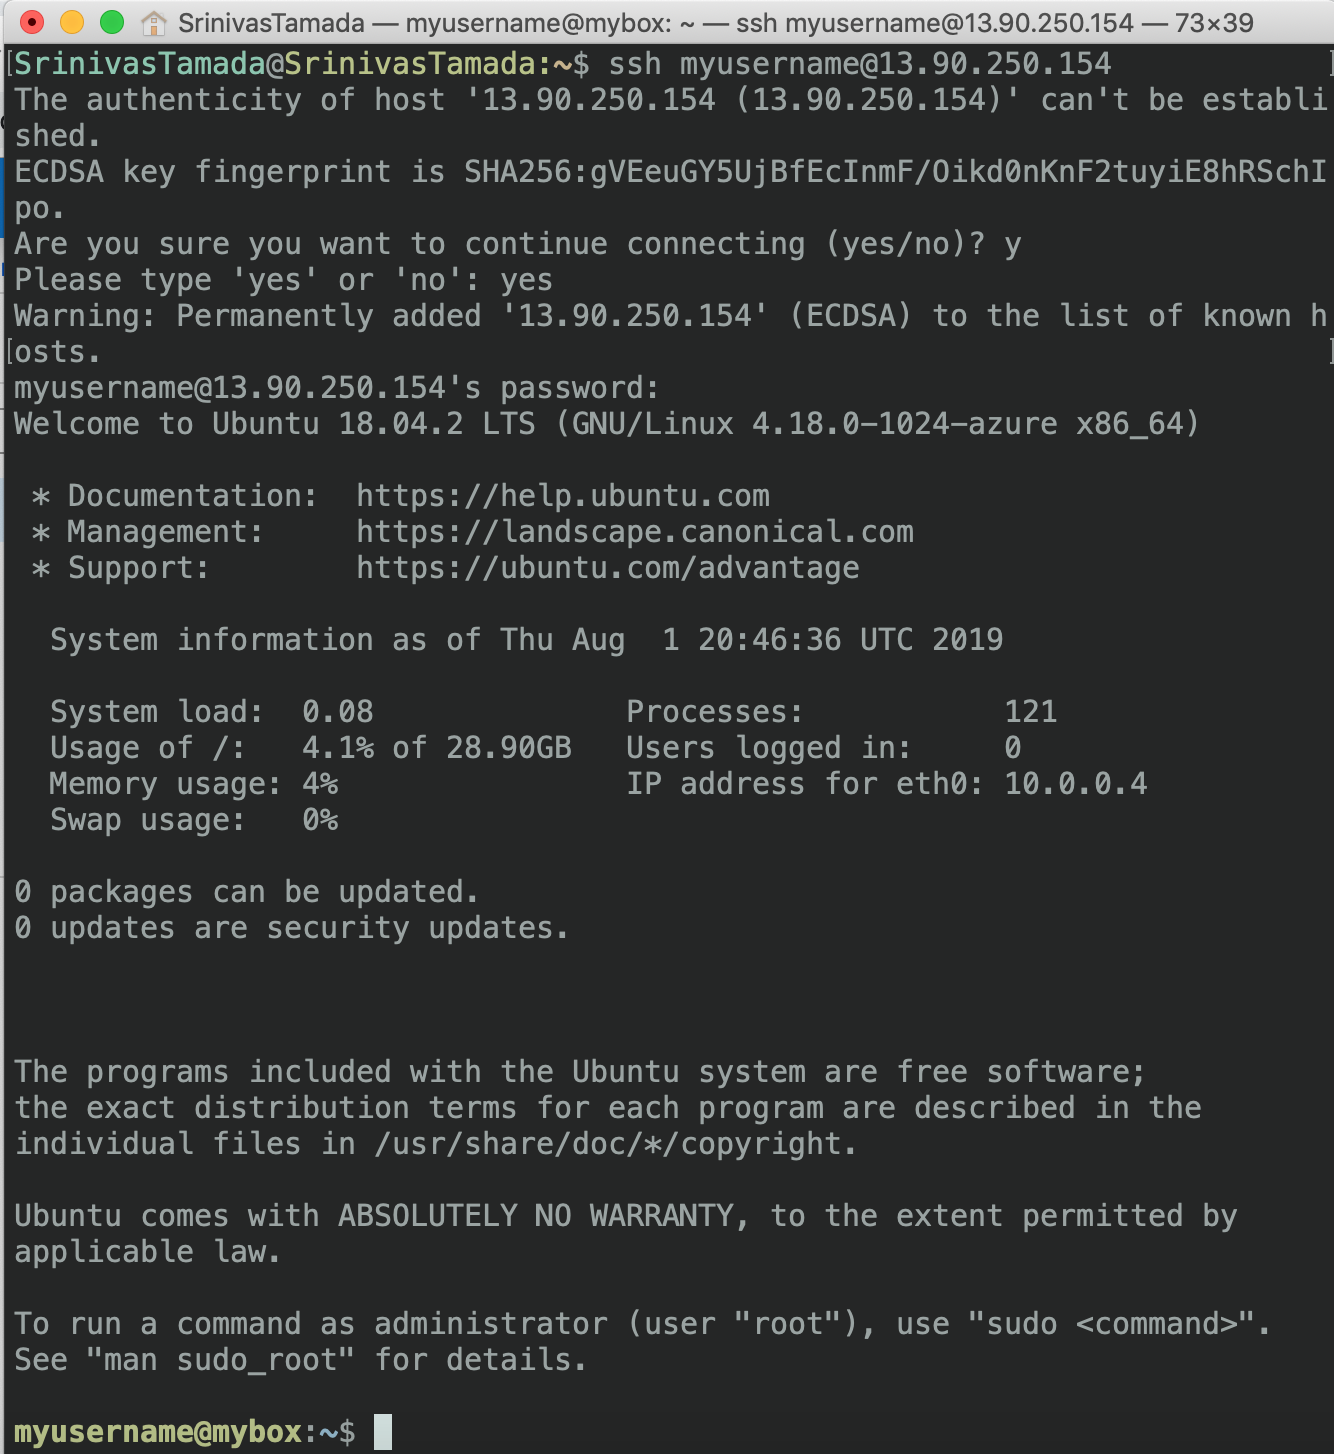 SrinivasTamada — myusername@mybox: ~ — ssh myusername@13.90.250.154 — 73×39
[SrinivasTamada@SrinivasTamada:~$ ssh myusername@13.90.250.154 ]
The authenticity of host '13.90.250.154 (13.90.250.154)' can't be establi
shed.
ECDSA key fingerprint is SHA256:gVEeuGY5UjBfEcInmF/Oikd0nKnF2tuyiE8hRSchI
po.
Are you sure you want to continue connecting (yes/no)? y
Please type 'yes' or 'no': yes
Warning: Permanently added '13.90.250.154' (ECDSA) to the list of known h
[osts. ]
myusername@13.90.250.154's password:
Welcome to Ubuntu 18.04.2 LTS (GNU/Linux 4.18.0-1024-azure x86_64)
* Documentation:  https://help.ubuntu.com
* Management:     https://landscape.canonical.com
* Support:        https://ubuntu.com/advantage
System information as of Thu Aug  1 20:46:36 UTC 2019
System load:  0.08              Processes:           121
Usage of /:   4.1% of 28.90GB   Users logged in:     0
Memory usage: 4%                IP address for eth0: 10.0.0.4
Swap usage:   0%
0 packages can be updated.
0 updates are security updates.
The programs included with the Ubuntu system are free software;
the exact distribution terms for each program are described in the
individual files in /usr/share/doc/*/copyright.
Ubuntu comes with ABSOLUTELY NO WARRANTY, to the extent permitted by
applicable law.
To run a command as administrator (user "root"), use "sudo <command>".
See "man sudo_root" for details.
myusername@mybox:~$